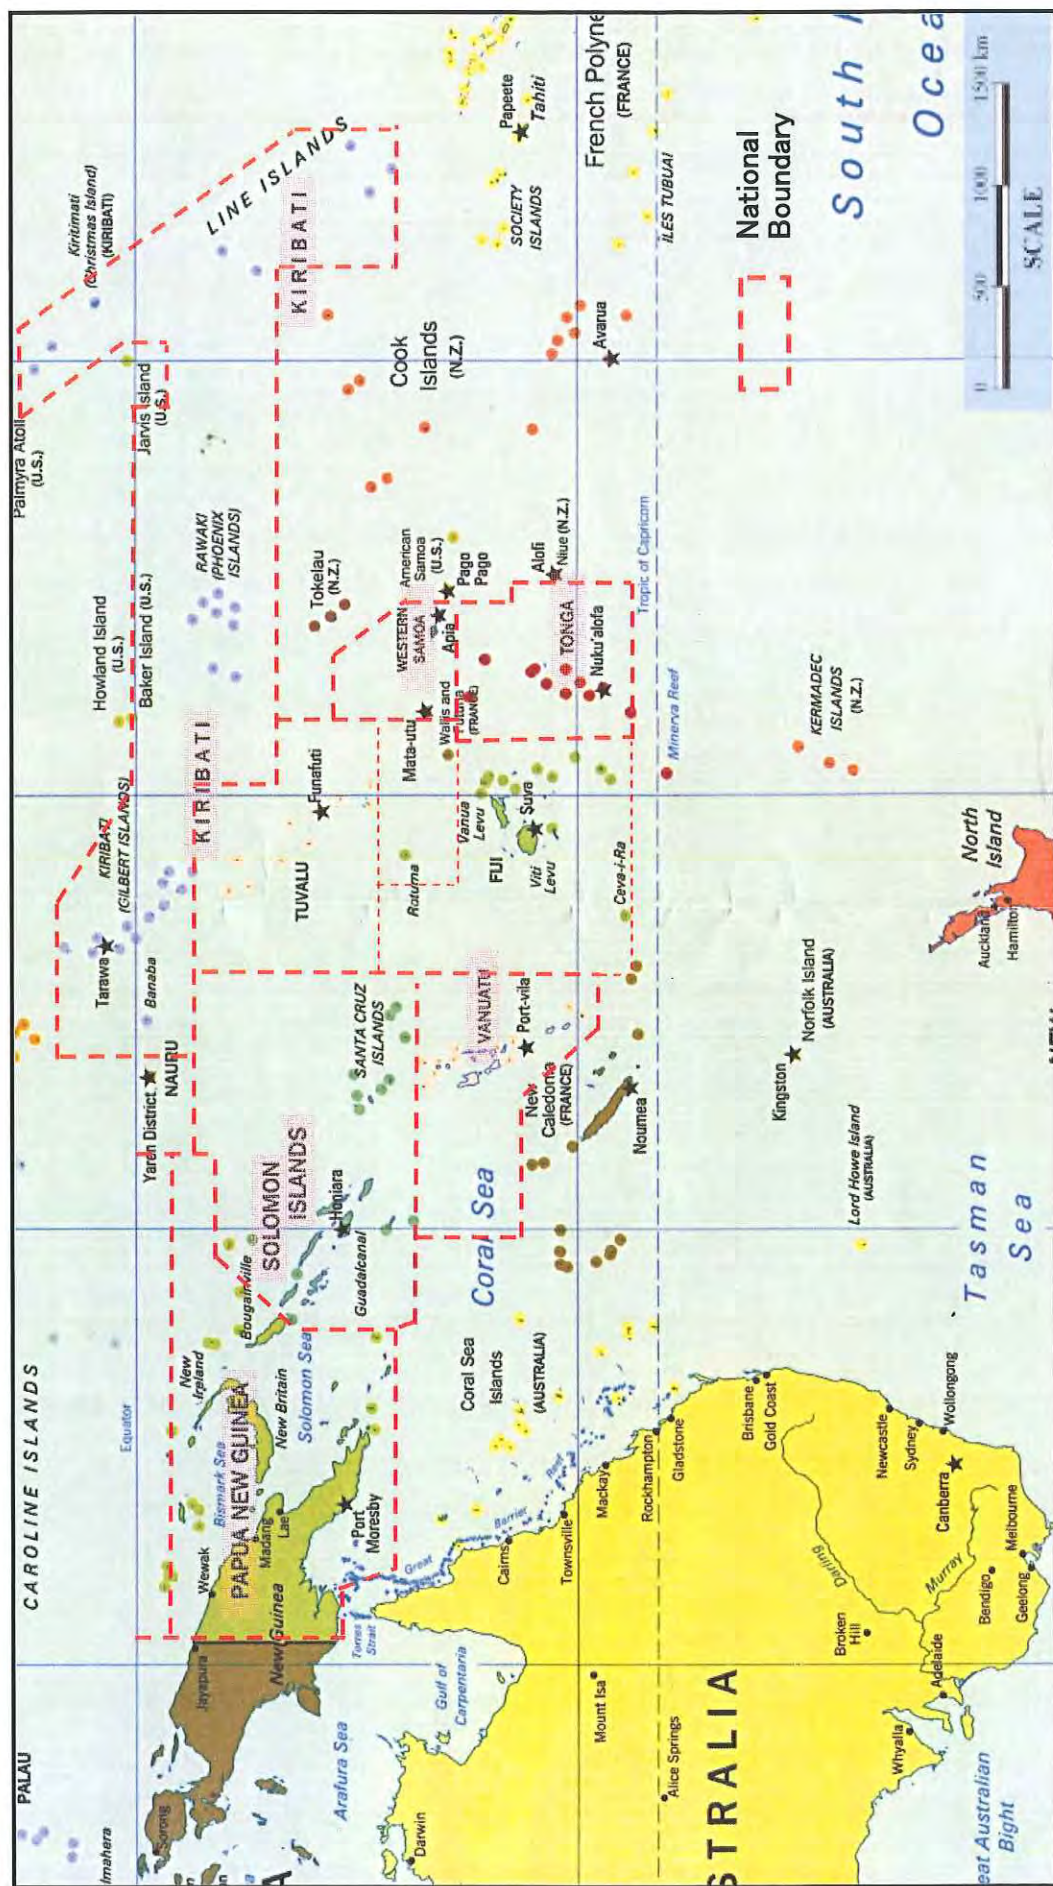 PALAU
CAROLINE ISLANDS
lmahera
Sorong
Jayapura
Equator
Wewak
Bismark Sea
New
Ireland
PAPUA NEW GUINEA
New Guinea
Madang
Lae
New Britain
Bougainville
Solomon Sea
Port
Moresby
Torres
Strait
Arafura Sea
Gulf of
Carpentaria
Darwin
Great
Barrier
Reef
Cairns
Townsville
Mackay
Rockhampton
Gladstone
Mount Isa
Alice Springs
STRALIA
Brisbane
Gold Coast
Darling
Murray
Broken
Hill
Newcastle
Sydney
Wollongong
Canberra
Melbourne
Geelong
Bendigo
Adelaide
Whyalla
eat Australian
Bight
Coral Sea
Islands
(AUSTRALIA)
Coral Sea
SOLOMON
ISLANDS
Honiara
Guadalcanal
SANTA CRUZ
ISLANDS
Yaren District
NAURU
Banaba
Tarawa
KIRIBATI
(GILBERT ISLANDS)
KIRIBATI
VANUATU
Port-vila
New
Caledonia
(FRANCE)
Noumea
Lord Howe Island
(AUSTRALIA)
Tasman
Sea
Kingston
Norfolk Island
(AUSTRALIA)
TUVALU
Funafuti
Rotuma
FIJI
Vanua
Levu
Viti
Levu
Suva
Ceva-i-Ra
Mata-utu
Wallis and
Futuna
(FRANCE)
WESTERN
SAMOA
Apia
American
Samoa
(U.S.)
Pago
Pago
Tokelau
(N.Z.)
Howland Island
(U.S.)
Baker Island (U.S.)
RAWAKI
(PHOENIX
ISLANDS)
TONGA
Nuku'alofa
Alofi
Niue (N.Z.)
Tropic of Capricorn
Minerva Reef
KERMADEC
ISLANDS
(N.Z.)
North
Island
Auckland
Hamilton
Palmyra Atoll
(U.S.)
Jarvis Island
(U.S.)
Kiritimati
(Christmas Island)
(KIRIBATI)
LINE ISLANDS
KIRIBATI
Cook
Islands
(N.Z.)
Avarua
SOCIETY
ISLANDS
Papeete
Tahiti
French Polyne
(FRANCE)
ILES TUBUAI
National
Boundary
South
Ocea
0 500 1000 1500 km
SCALE